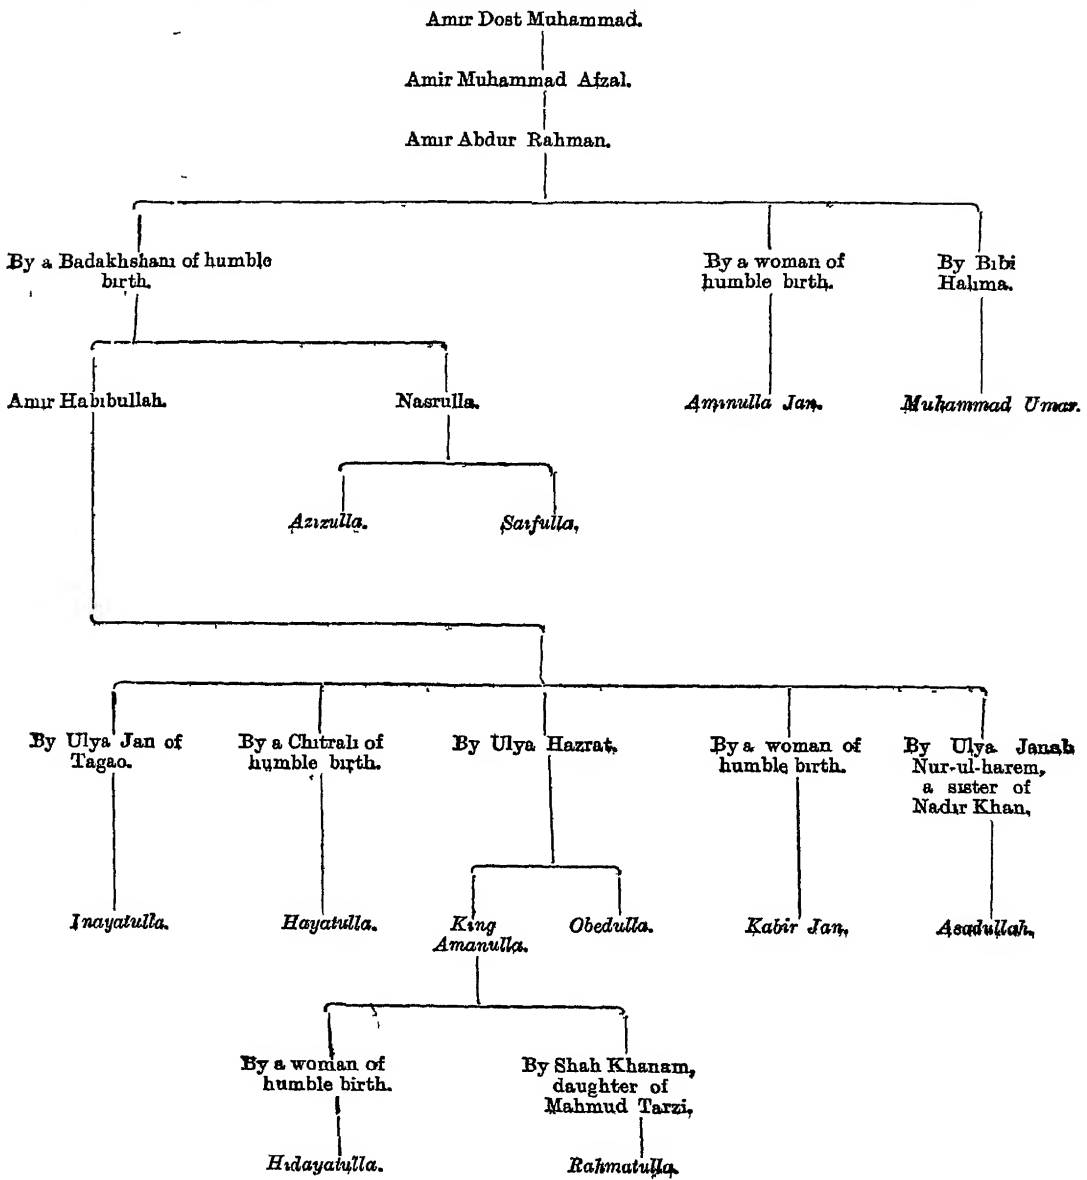 Amir Dost Muhammad.
Amir Muhammad Afzal.
Amir Abdur Rahman.
By a Badakhshani of humble
birth.
By a woman of
humble birth.
By Bibi
Halima.
Amir Habibullah.
Nasrulla.
Aminulla Jan.
Muhammad Umar.
Azizulla.
Saifulla.
By Ulya Jan of
Tagao.
By a Chitrali of
humble birth.
By Ulya Hazrat.
By a woman of
humble birth.
By Ulya Janab
Nur-ul-harem,
a sister of
Nadir Khan.
Inayatulla.
Hayatulla.
King
Amanulla.
Obedulla.
Kabir Jan.
Asadullah.
By a woman of
humble birth.
By Shah Khanam,
daughter of
Mahmud Tarzi.
Hidayatulla.
Rahmatulla.